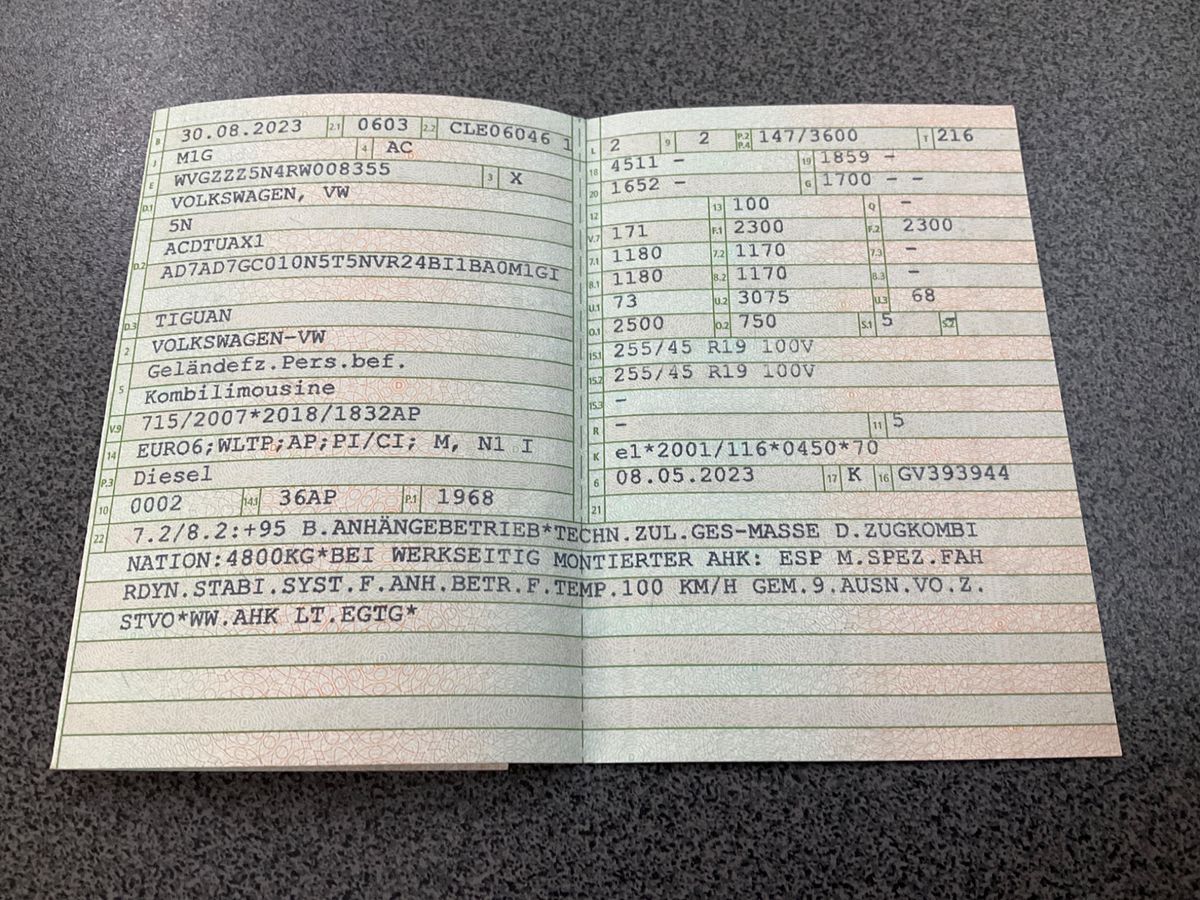 B 30.08.2023 2.1 0603 2.2 CLE06046 1
J M1G 4 AC
E WVGZZZ5N4RW008355 3 X
D.1 VOLKSWAGEN, VW
D.2 5N
ACDTUAX1
AD7AD7GC010N5T5NVR24BI1BA0M1GI
D.3 TIGUAN
2 VOLKSWAGEN-VW
5 Geländefz.Pers.bef.
Kombilimousine
V.9 715/2007*2018/1832AP
14 EURO6;WLTP;AP;PI/CI; M, N1 I
P.3 Diesel
10 0002 14.1 36AP P.1 1968
L 2 9 2 P.2 P.4 147/3600 T 216
18 4511 - 19 1859 -
20 1652 - G 1700 - -
12 13 100 Q -
V.7 171 F.1 2300 F.2 2300
7.1 1180 7.2 1170 7.3 -
8.1 1180 8.2 1170 8.3 -
U.1 73 U.2 3075 U.3 68
O.1 2500 O.2 750 S.1 5 S.2 -
15.1 255/45 R19 100V
15.2 255/45 R19 100V
15.3 -
R - 11 5
K e1*2001/116*0450*70
6 08.05.2023 17 K 16 GV393944
21
22 7.2/8.2:+95 B.ANHÄNGEBETRIEB*TECHN.ZUL.GES-MASSE D.ZUGKOMBI
NATION:4800KG*BEI WERKSEITIG MONTIERTER AHK: ESP M.SPEZ.FAH
RDYN.STABI.SYST.F.ANH.BETR.F.TEMP.100 KM/H GEM.9.AUSN.VO.Z.
STVO*WW.AHK LT.EGTG*